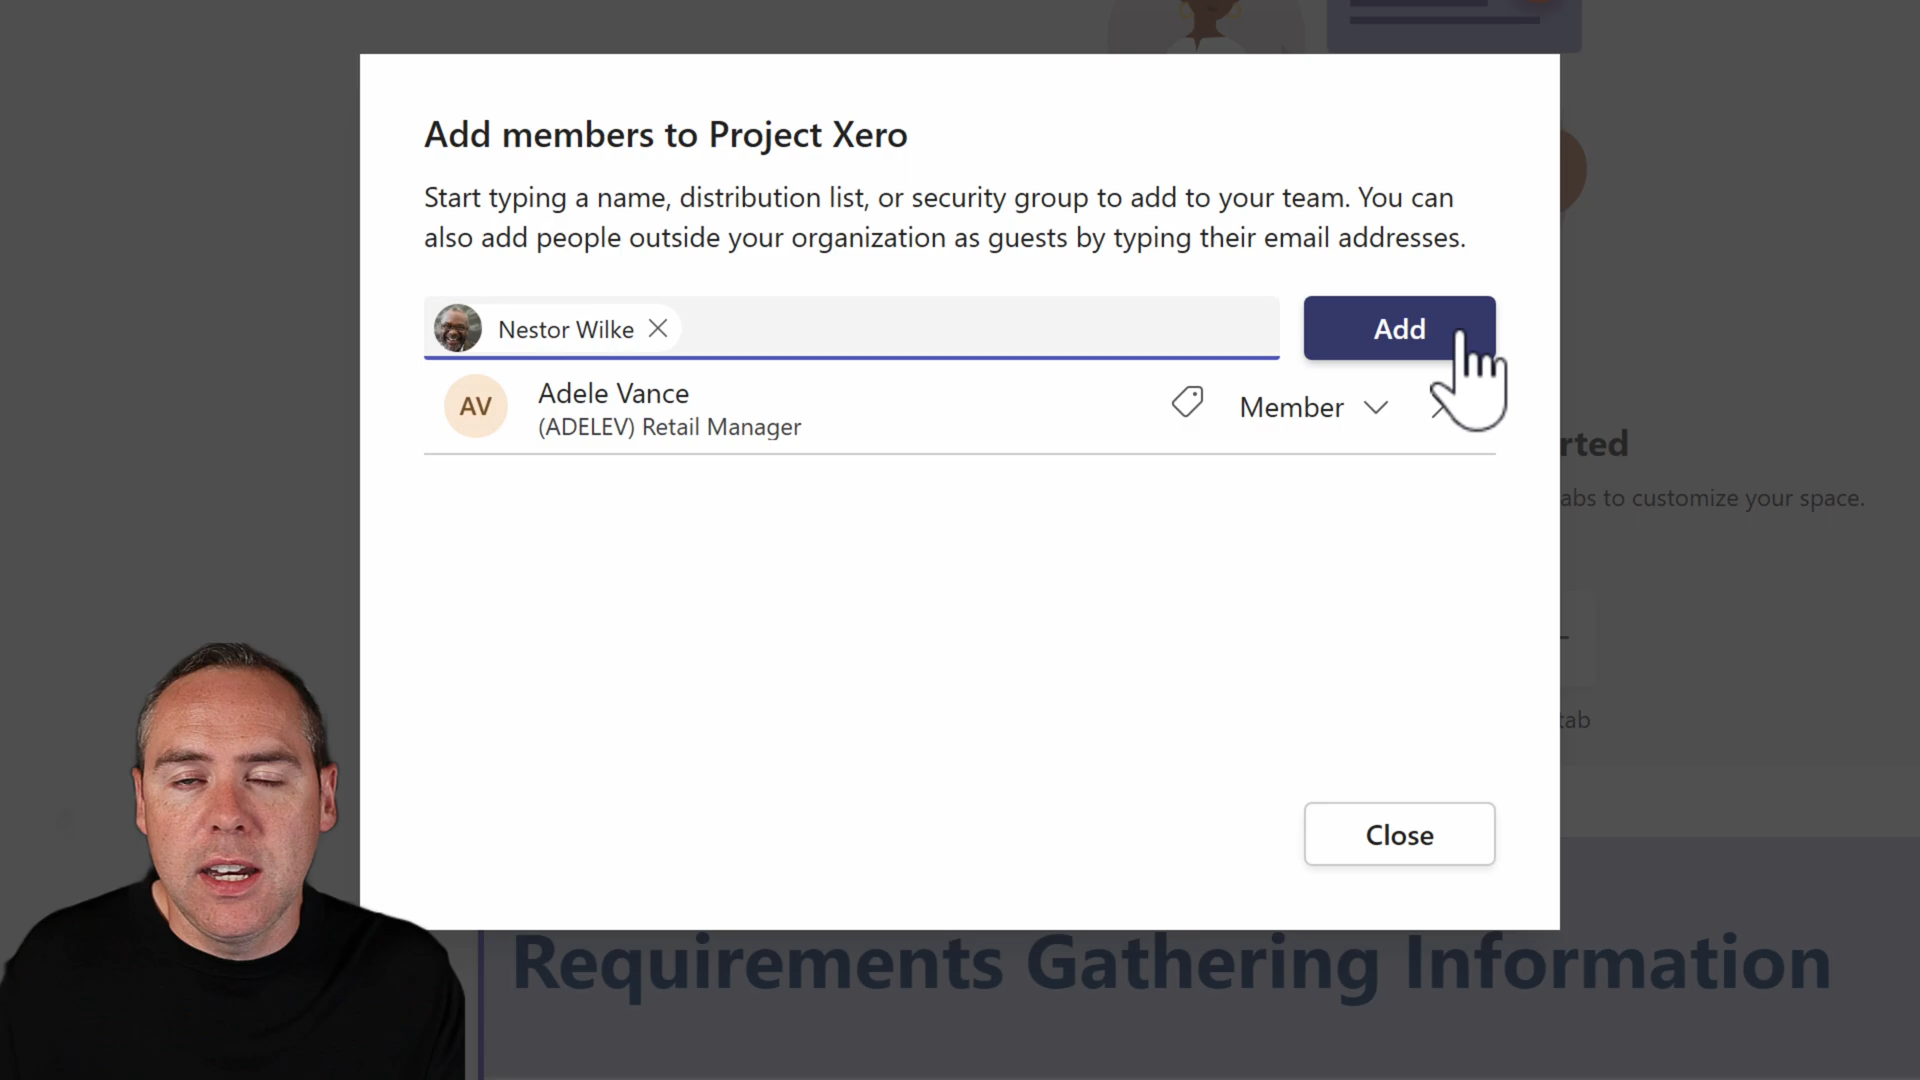 Add members to Project Xero
Start typing a name, distribution list, or security group to add to your team. You can
also add people outside your organization as guests by typing their email addresses.
Nestor Wilke
Add
AV
Adele Vance
(ADELEV) Retail Manager
Member
rted
abs to customize your space.
tab
Close
Requirements Gathering Information